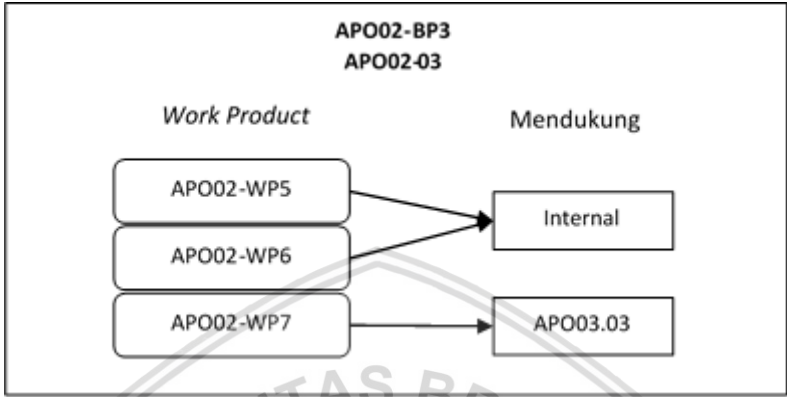 APO02-BP3
APO02-03
Work Product
Mendukung
APO02-WP5
APO02-WP6
APO02-WP7
Internal
APO03.03